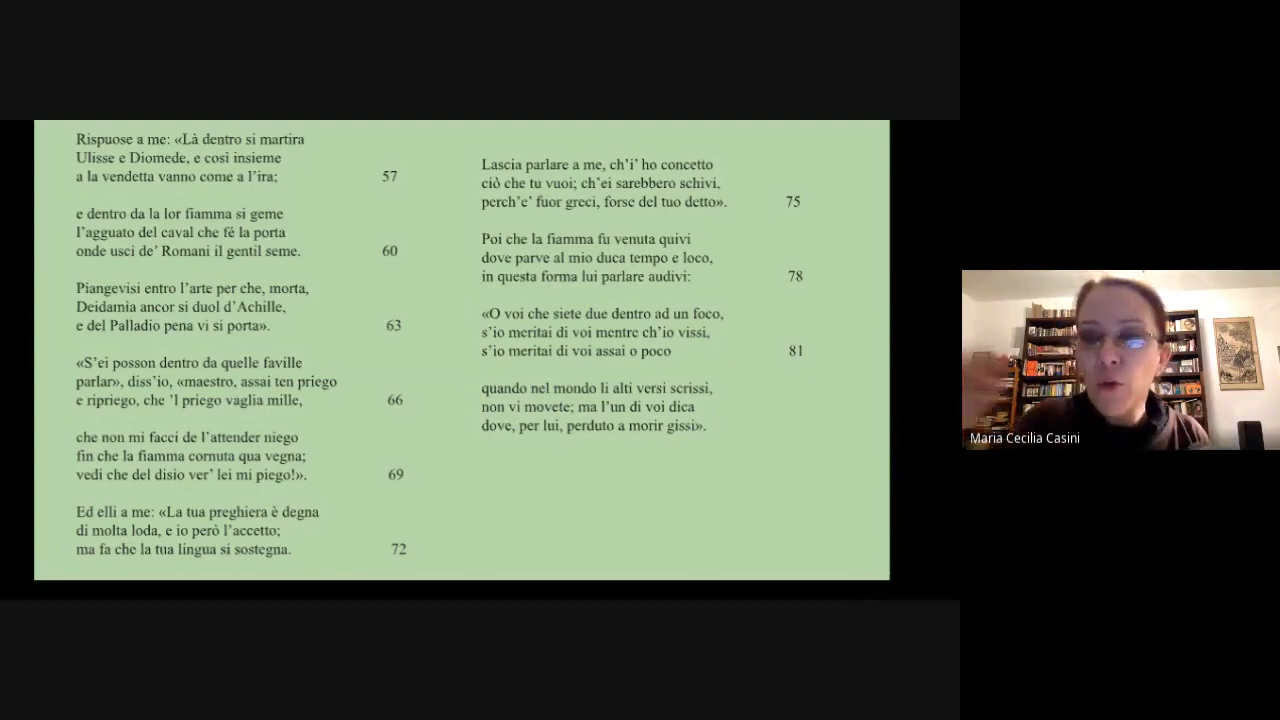 Rispuose a me: «Là dentro si martira
Ulisse e Diomede, e così insieme
a la vendetta vanno come a l'ira; 57
e dentro da la lor fiamma si geme
l'agguato del caval che fé la porta
onde uscì de' Romani il gentil seme. 60
Piangevisi entro l'arte per che, morta,
Deidamìa ancor si duol d'Achille,
e del Palladio pena vi si porta». 63
«S'ei posson dentro da quelle faville
parlar», diss'io, «maestro, assai ten priego
e ripriego, che 'l priego vaglia mille, 66
che non mi facci de l'attender niego
fin che la fiamma cornuta qua vegna;
vedi che del disio ver' lei mi piego!». 69
Ed elli a me: «La tua preghiera è degna
di molta loda, e io però l'accetto;
ma fa che la tua lingua si sostegna. 72
Lascia parlare a me, ch'i' ho concetto
ciò che tu vuoi; ch'ei sarebbero schivi,
perch'e' fuor greci, forse del tuo detto». 75
Poi che la fiamma fu venuta quivi
dove parve al mio duca tempo e loco,
in questa forma lui parlare audivi: 78
«O voi che siete due dentro ad un foco,
s'io meritai di voi mentre ch'io vissi,
s'io meritai di voi assai o poco 81
quando nel mondo li alti versi scrissi,
non vi movete; ma l'un di voi dica
dove, per lui, perduto a morir gissi».
Maria Cecilia Casini